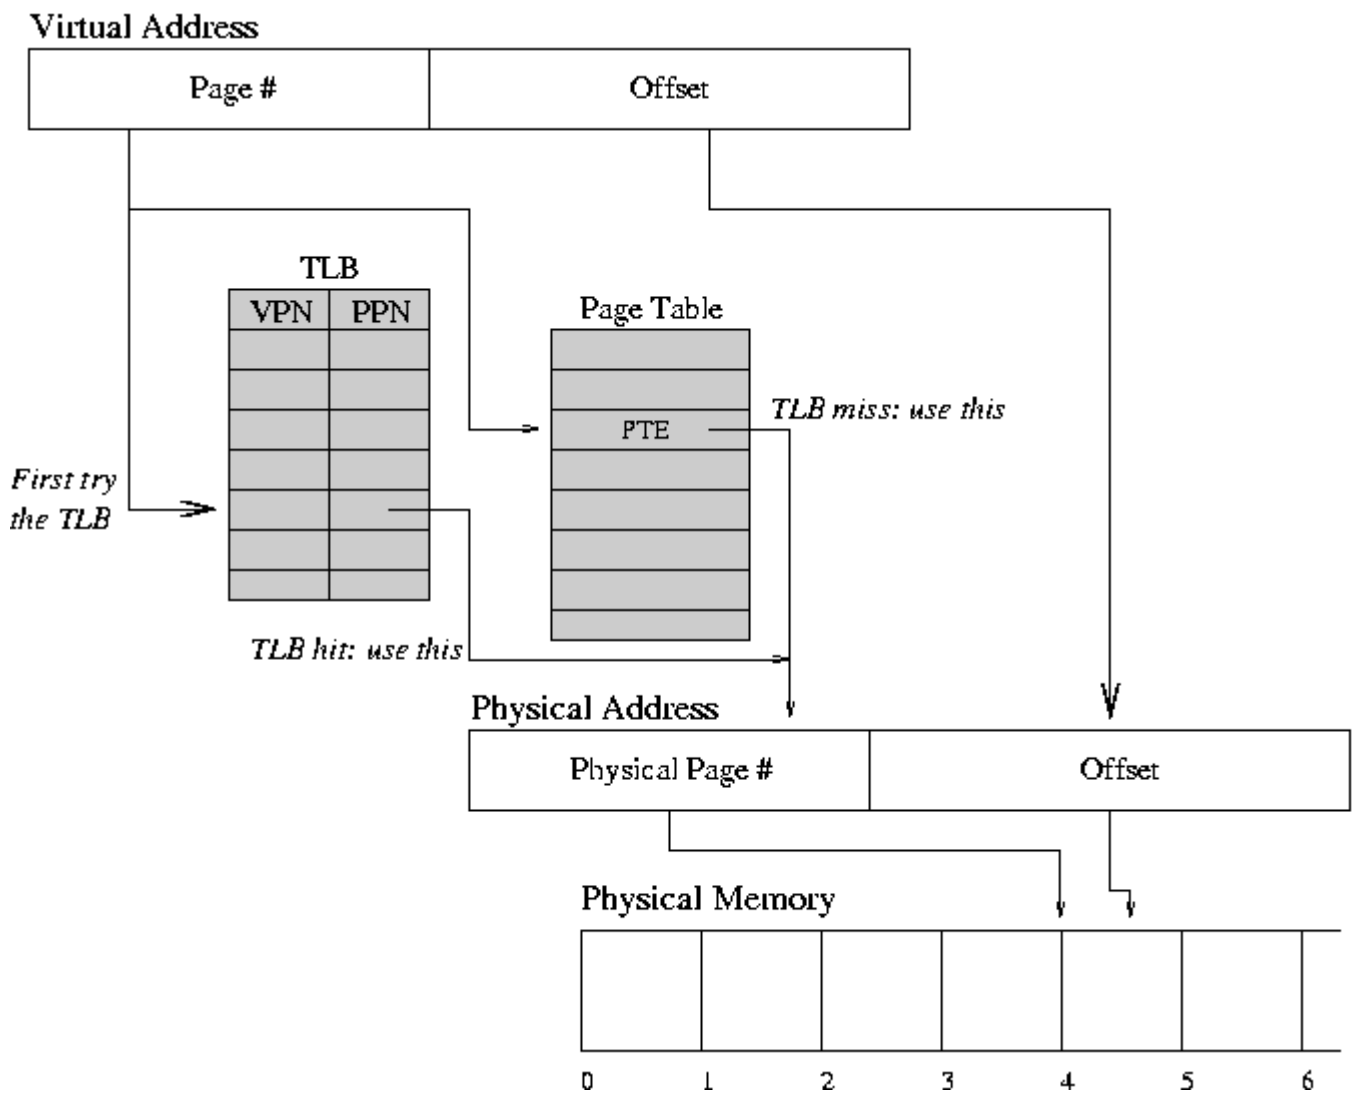 Virtual Address
Page #
Offset
TLB
VPN PPN
Page Table
TLB miss: use this
PTE
First try
the TLB
TLB hit: use this
Physical Address
Physical Page #
Offset
Physical Memory
0 1 2 3 4 5 6